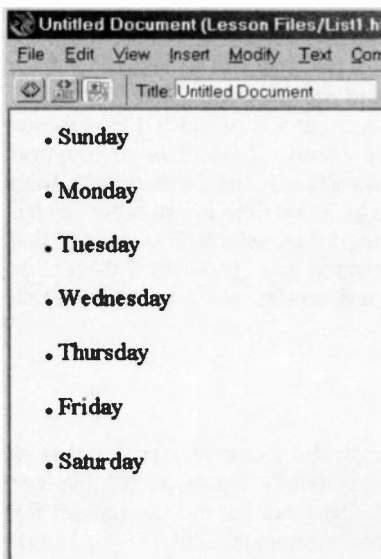 Untitled Document (Lesson Files/List1.h
File Edit View Insert Modify Text Com
Title: Untitled Document
• Sunday
• Monday
• Tuesday
• Wednesday
• Thursday
• Friday
• Saturday